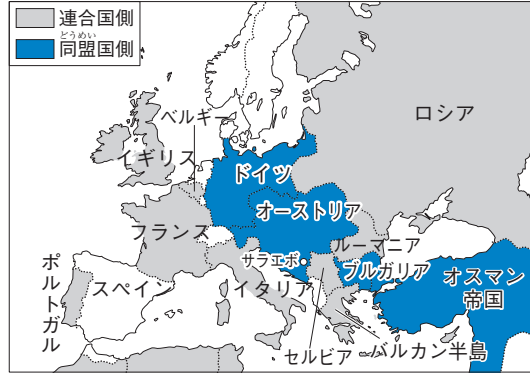 連合国側
どうめい
同盟国側
ロシア
ベルギー
イギリス
ドイツ
オーストリア
フランス
ルーマニア
サラエボ
ブルガリア
オスマン
帝国
ポルトガル
スペイン
イタリア
セルビア
バルカン半島